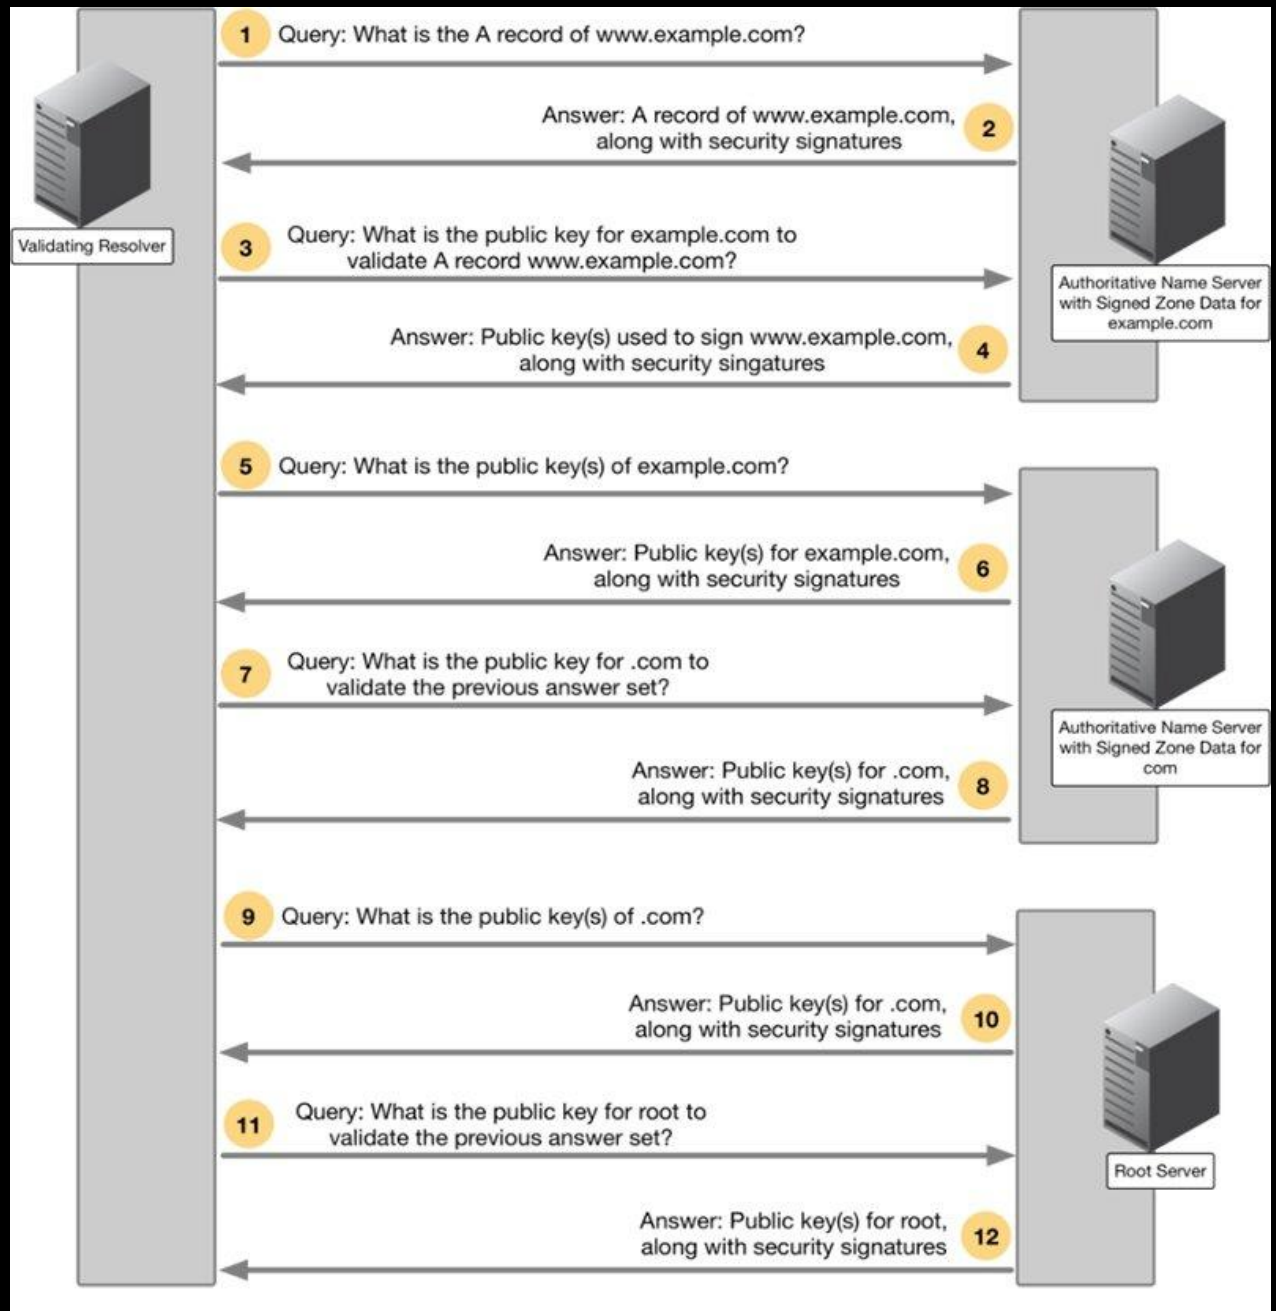 1
Query: What is the A record of www.example.com?
Answer: A record of www.example.com,
along with security signatures
2
Validating Resolver
3
Query: What is the public key for example.com to
validate A record www.example.com?
Authoritative Name Server
with Signed Zone Data for
example.com
Answer: Public key(s) used to sign www.example.com,
along with security singatures
4
5
Query: What is the public key(s) of example.com?
Answer: Public key(s) for example.com,
along with security signatures
6
7
Query: What is the public key for .com to
validate the previous answer set?
Authoritative Name Server
with Signed Zone Data for
com
Answer: Public key(s) for .com,
along with security signatures
8
9
Query: What is the public key(s) of .com?
Answer: Public key(s) for .com,
along with security signatures
10
11
Query: What is the public key for root to
validate the previous answer set?
Root Server
Answer: Public key(s) for root,
along with security signatures
12